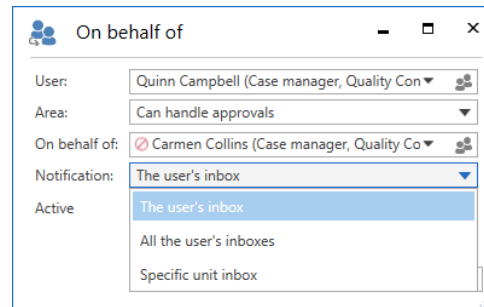 On behalf of
User: Quinn Campbell (Case manager, Quality Con
Area: Can handle approvals
On behalf of: Carmen Collins (Case manager, Quality Co
Notification: The user's inbox
Active The user's inbox
All the user's inboxes
Specific unit inbox